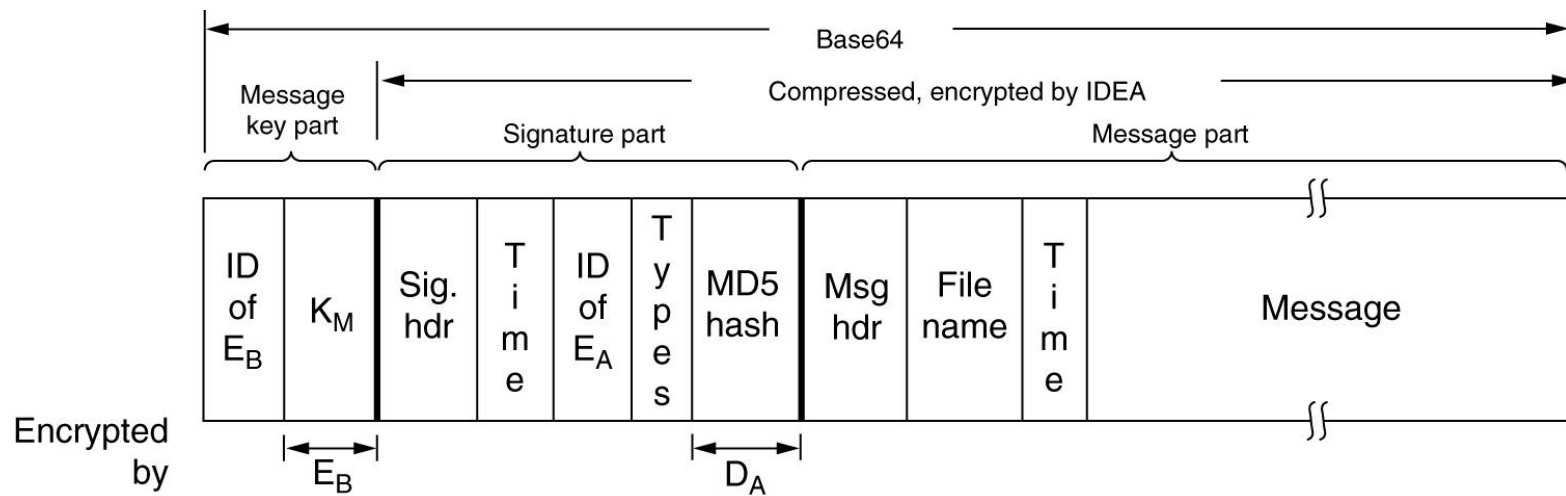 Base64
Compressed, encrypted by IDEA
Message
key part
Signature part
Message part
ID
of
E_B
K_M
Sig.
hdr
T
i
m
e
ID
of
E_A
T
y
p
e
s
MD5
hash
Msg
hdr
File
name
T
i
m
e
Message
Encrypted
by
E_B
D_A